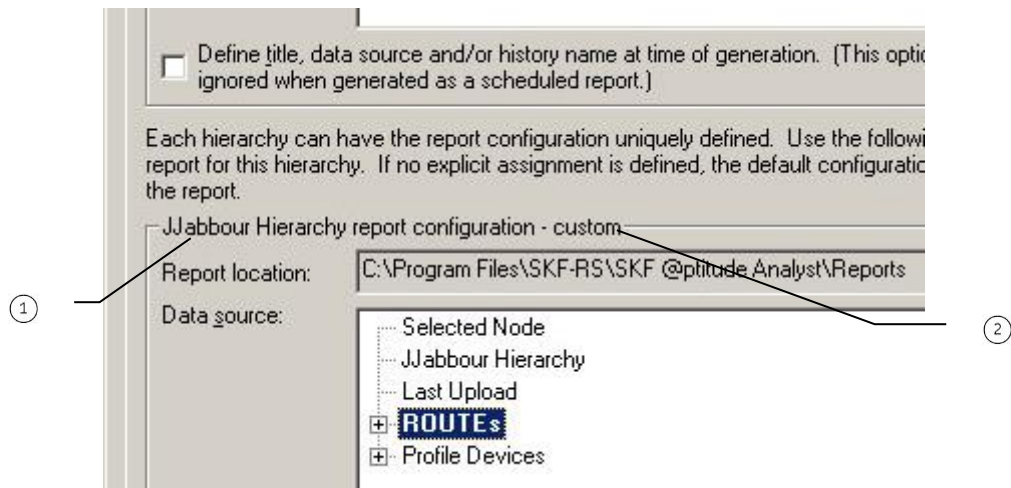 Define title, data source and/or history name at time of generation. (This optic
ignored when generated as a scheduled report.)
Each hierarchy can have the report configuration uniquely defined. Use the followi
report for this hierarchy. If no explicit assignment is defined, the default configuratic
the report.
JJabbour Hierarchy report configuration - custom
Report location:
C:\Program Files\SKF-RS\SKF @ptitude Analyst\Reports
1
Data source:
Selected Node
2
JJabbour Hierarchy
Last Upload
ROUTEs
Profile Devices